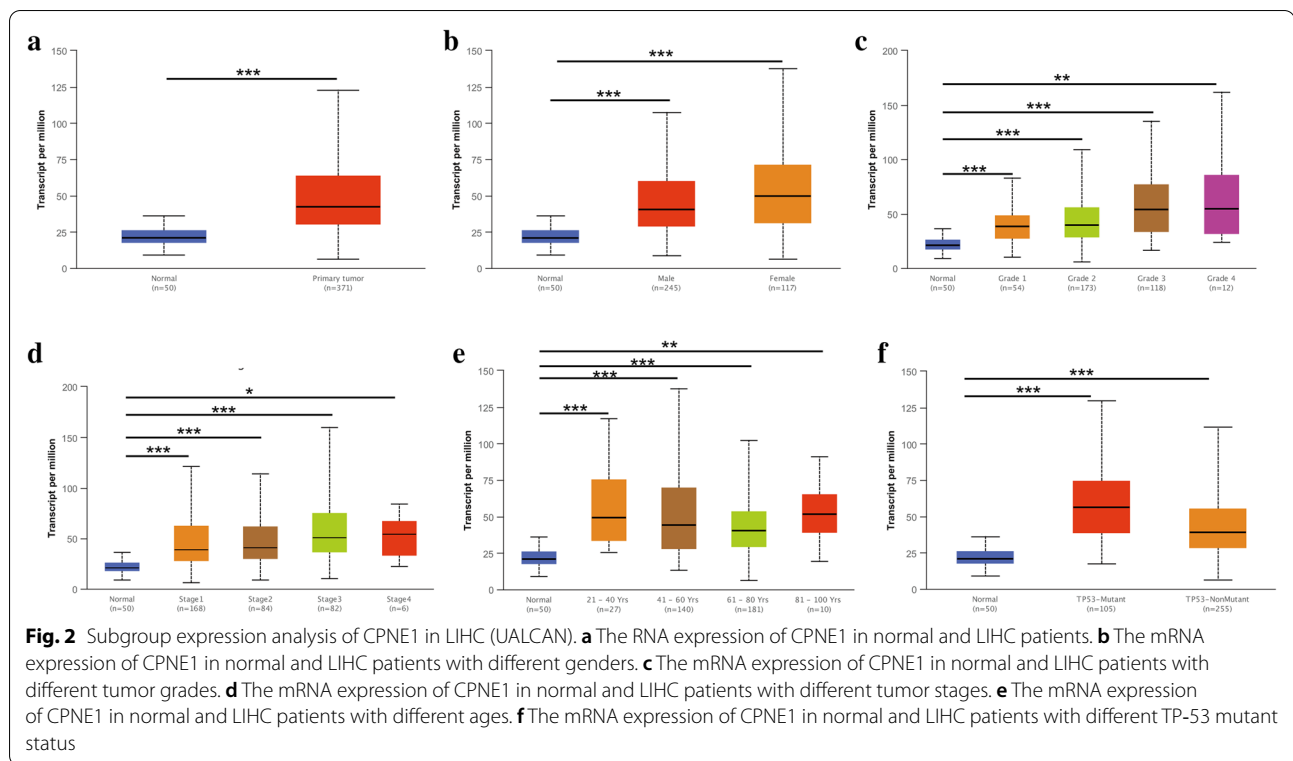 a
150
125
100
75
50
25
0
Transcript per million
***
Normal
(n=50)
Primary tumor
(n=371)
b
150
125
100
75
50
25
0
Transcript per million
***
***
Normal
(n=50)
Male
(n=245)
Female
(n=117)
c
200
150
100
50
0
Transcript per million
**
***
***
***
Normal
(n=50)
Grade 1
(n=54)
Grade 2
(n=173)
Grade 3
(n=118)
Grade 4
(n=12)
d
200
150
100
50
0
Transcript per million
*
***
***
***
Normal
(n=50)
Stage1
(n=168)
Stage2
(n=84)
Stage3
(n=82)
Stage4
(n=6)
e
150
125
100
75
50
25
0
Transcript per million
**
***
***
***
Normal
(n=50)
21 - 40 Yrs
(n=27)
41 - 60 Yrs
(n=140)
61 - 80 Yrs
(n=181)
81 - 100 Yrs
(n=10)
f
150
125
100
75
50
25
0
Transcript per million
***
***
Normal
(n=50)
TP53-Mutant
(n=105)
TP53-NonMutant
(n=255)
Fig. 2 Subgroup expression analysis of CPNE1 in LIHC (UALCAN). a The RNA expression of CPNE1 in normal and LIHC patients. b The mRNA
expression of CPNE1 in normal and LIHC patients with different genders. c The mRNA expression of CPNE1 in normal and LIHC patients with
different tumor grades. d The mRNA expression of CPNE1 in normal and LIHC patients with different tumor stages. e The mRNA expression
of CPNE1 in normal and LIHC patients with different ages. f The mRNA expression of CPNE1 in normal and LIHC patients with different TP-53 mutant
status